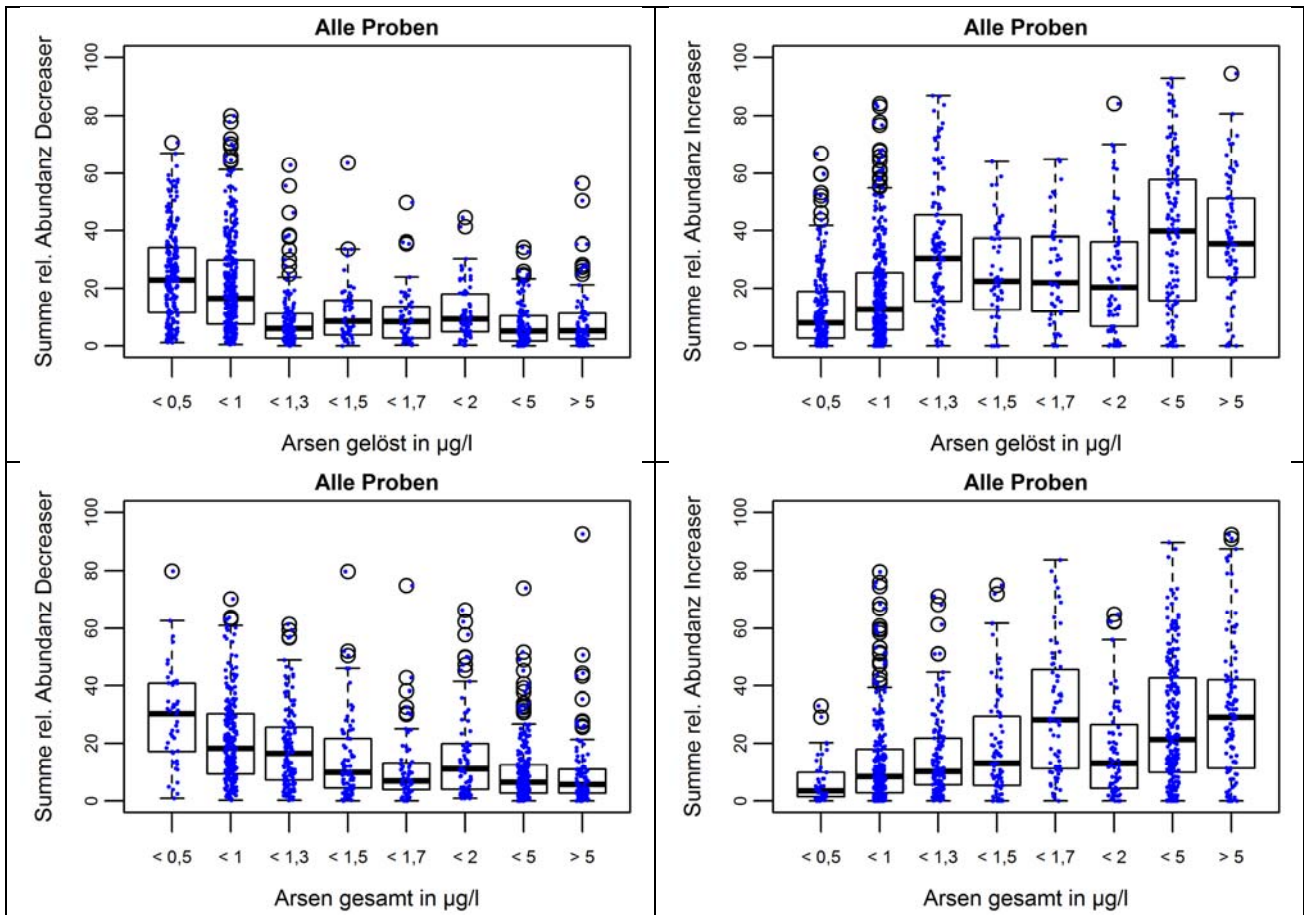 Alle Proben
Summe rel. Abundanz Decreaser
100
80
60
40
20
0
< 0,5 < 1 < 1,3 < 1,5 < 1,7 < 2 < 5 > 5
Arsen gelöst in µg/l
Alle Proben
Summe rel. Abundanz Increaser
100
80
60
40
20
0
< 0,5 < 1 < 1,3 < 1,5 < 1,7 < 2 < 5 > 5
Arsen gelöst in µg/l
Alle Proben
Summe rel. Abundanz Decreaser
100
80
60
40
20
0
< 0,5 < 1 < 1,3 < 1,5 < 1,7 < 2 < 5 > 5
Arsen gesamt in µg/l
Alle Proben
Summe rel. Abundanz Increaser
100
80
60
40
20
0
< 0,5 < 1 < 1,3 < 1,5 < 1,7 < 2 < 5 > 5
Arsen gesamt in µg/l